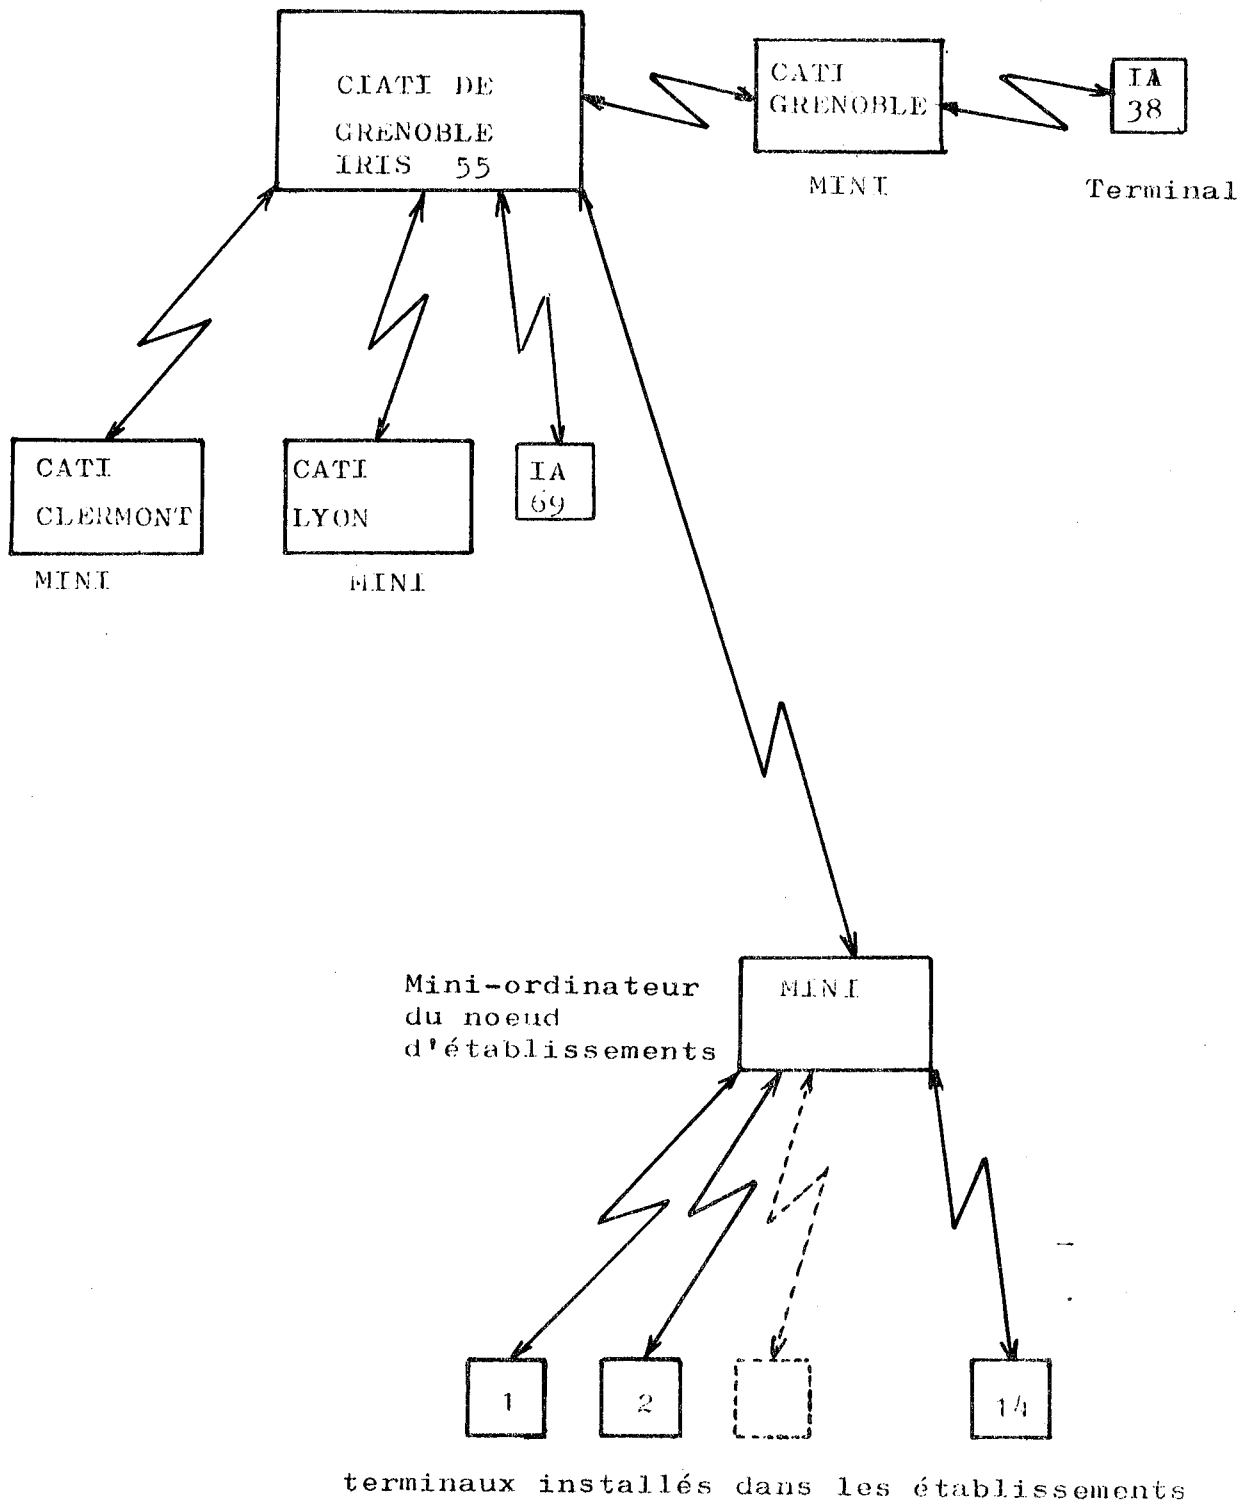 CIATI DE
GRENOBLE
IRIS 55
CATI
GRENOBLE
MINI
IA
38
Terminal
CATI
CLERMONT
MINI
CATI
LYON
MINI
IA
69
Mini-ordinateur
du noeud
d'établissements
MINI
1
2
14
terminaux installés dans les établissements